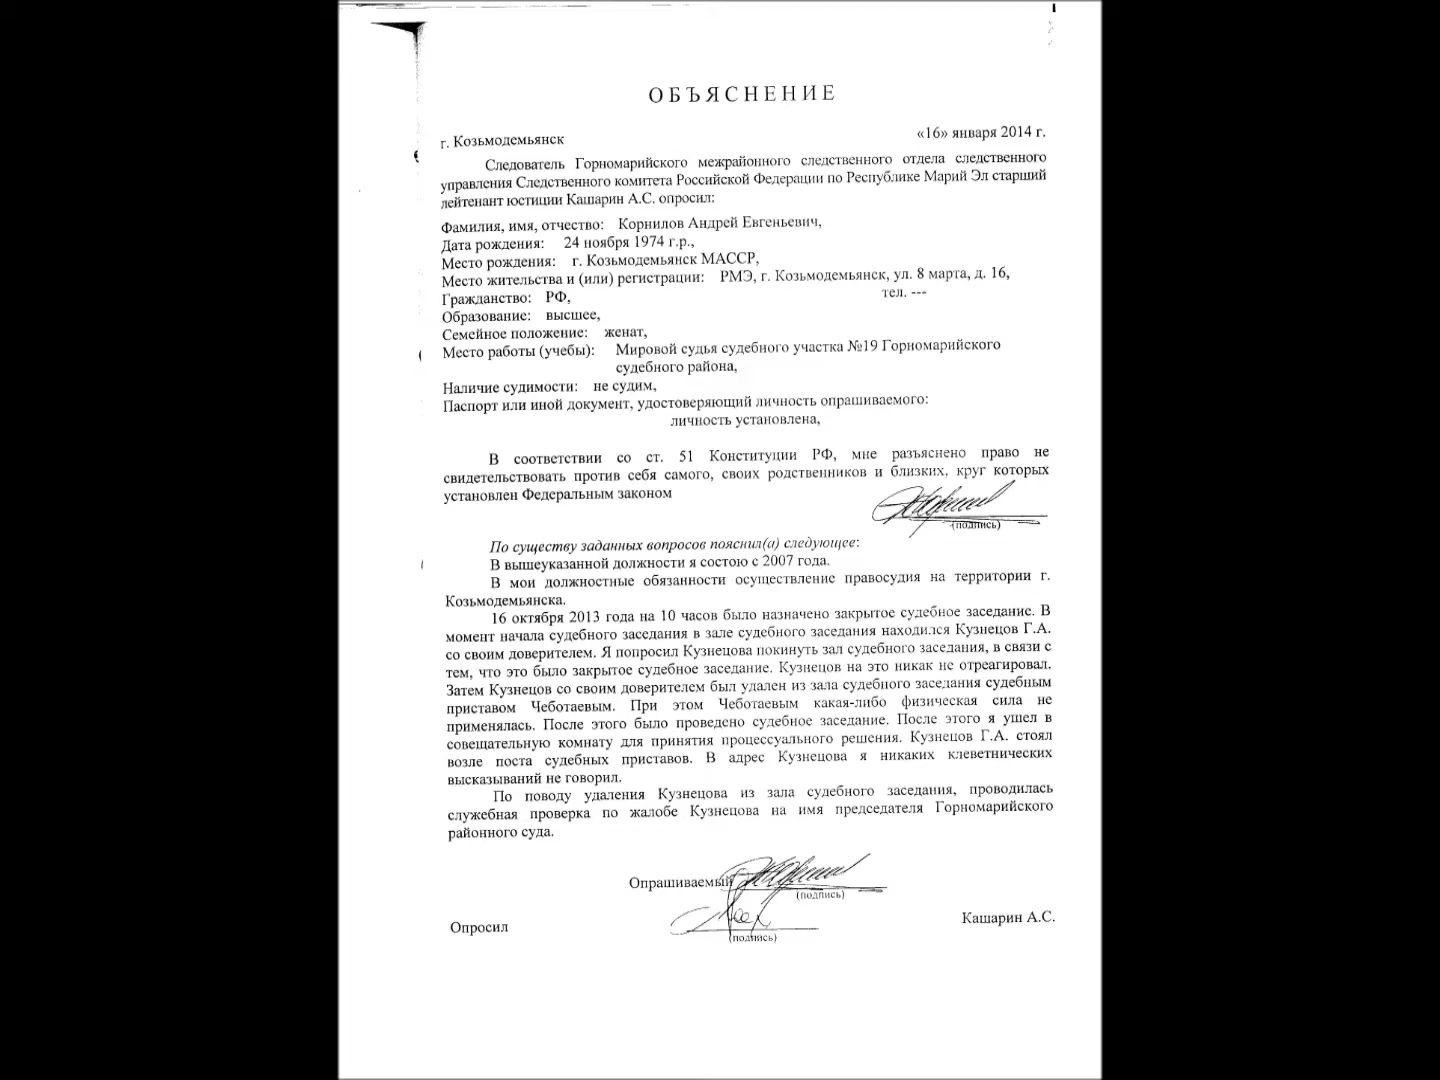 ОБЪЯСНЕНИЕ
г. Козьмодемьянск «16» января 2014 г.
Следователь Горномарийского межрайонного следственного отдела следственного
управления Следственного комитета Российской Федерации по Республике Марий Эл старший
лейтенант юстиции Кашарин А.С. опросил:
Фамилия, имя, отчество: Корнилов Андрей Евгеньевич,
Дата рождения: 24 ноября 1974 г.р.,
Место рождения: г. Козьмодемьянск МАССР,
Место жительства и (или) регистрации: РМЭ, г. Козьмодемьянск, ул. 8 марта, д. 16,
Гражданство: РФ, тел. ---
Образование: высшее,
Семейное положение: женат,
Место работы (учебы): Мировой судья судебного участка №19 Горномарийского
судебного района,
Наличие судимости: не судим,
Паспорт или иной документ, удостоверяющий личность опрашиваемого:
личность установлена,
В соответствии со ст. 51 Конституции РФ, мне разъяснено право не
свидетельствовать против себя самого, своих родственников и близких, круг которых
установлен Федеральным законом
(подпись)
По существу заданных вопросов пояснил(а) следующее:
В вышеуказанной должности я состою с 2007 года.
В мои должностные обязанности осуществление правосудия на территории г.
Козьмодемьянска.
16 октября 2013 года на 10 часов было назначено закрытое судебное заседание. В
момент начала судебного заседания в зале судебного заседания находился Кузнецов Г.А.
со своим доверителем. Я попросил Кузнецова покинуть зал судебного заседания, в связи с
тем, что это было закрытое судебное заседание. Кузнецов на это никак не отреагировал.
Затем Кузнецов со своим доверителем был удален из зала судебного заседания судебным
приставом Чеботаевым. При этом Чеботаевым какая-либо физическая сила не
применялась. После этого было проведено судебное заседание. После этого я ушел в
совещательную комнату для принятия процессуального решения. Кузнецов Г.А. стоял
возле поста судебных приставов. В адрес Кузнецова я никаких клеветнических
высказываний не говорил.
По поводу удаления Кузнецова из зала судебного заседания, проводилась
служебная проверка по жалобе Кузнецова на имя председателя Горномарийского
районного суда.
Опрашиваемый
(подпись)
Опросил Кашарин А.С.
(подпись)